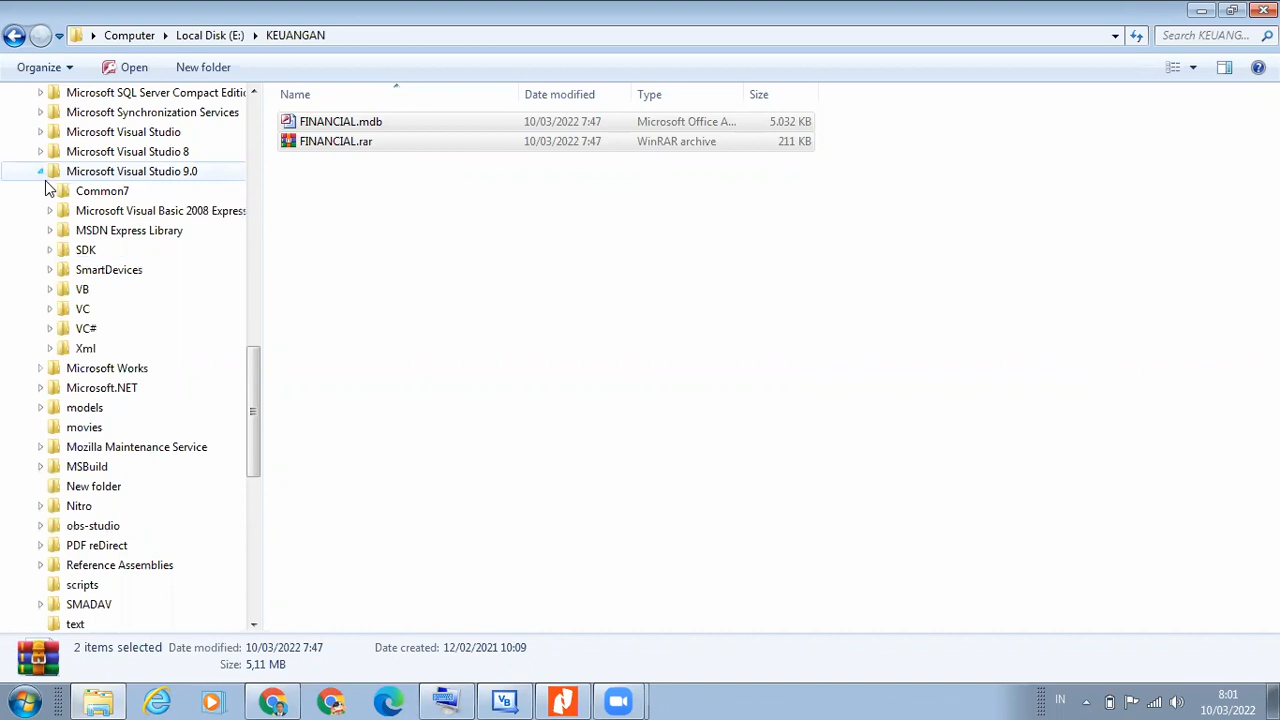 Computer Local Disk (E:) KEUANGAN
Search KEUANG...
Organize Open New folder
Microsoft SQL Server Compact Editic
Microsoft Synchronization Services
Microsoft Visual Studio
Microsoft Visual Studio 8
Microsoft Visual Studio 9.0
Common7
Microsoft Visual Basic 2008 Express
MSDN Express Library
SDK
SmartDevices
VB
VC
VC#
Xml
Microsoft Works
Microsoft.NET
models
movies
Mozilla Maintenance Service
MSBuild
New folder
Nitro
obs-studio
PDF reDirect
Reference Assemblies
scripts
SMADAV
text
Name Date modified Type Size
FINANCIAL.mdb 10/03/2022 7:47 Microsoft Office A... 5.032 KB
FINANCIAL.rar 10/03/2022 7:47 WinRAR archive 211 KB
2 items selected Date modified: 10/03/2022 7:47 Date created: 12/02/2021 10:09
Size: 5,11 MB
VB
IN
8:01
10/03/2022